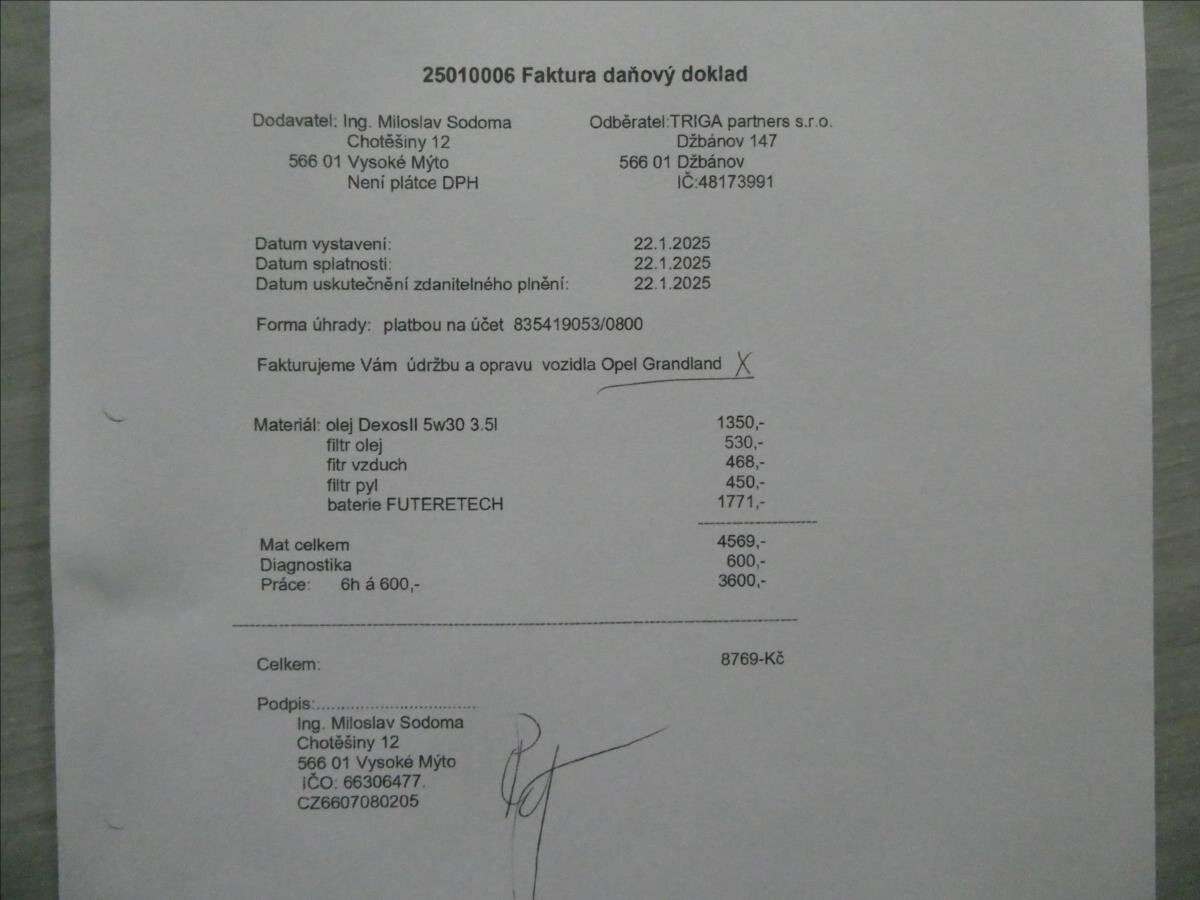 25010006 Faktura daňový doklad
Dodavatel: Ing. Miloslav Sodoma
Chotěšiny 12
566 01 Vysoké Mýto
Není plátce DPH
Odběratel:TRIGA partners s.r.o.
Džbánov 147
566 01 Džbánov
IČ:48173991
Datum vystavení: 22.1.2025
Datum splatnosti: 22.1.2025
Datum uskutečnění zdanitelného plnění: 22.1.2025
Forma úhrady: platbou na účet 835419053/0800
Fakturujeme Vám údržbu a opravu vozidla Opel Grandland X
Materiál: olej DexosII 5w30 3.5l 1350,-
filtr olej 530,-
fitr vzduch 468,-
filtr pyl 450,-
baterie FUTERETECH 1771,-
Mat celkem 4569,-
Diagnostika 600,-
Práce: 6h á 600,- 3600,-
Celkem: 8769-Kč
Podpis:................................
Ing. Miloslav Sodoma
Chotěšiny 12
566 01 Vysoké Mýto
IČO: 66306477.
CZ6607080205